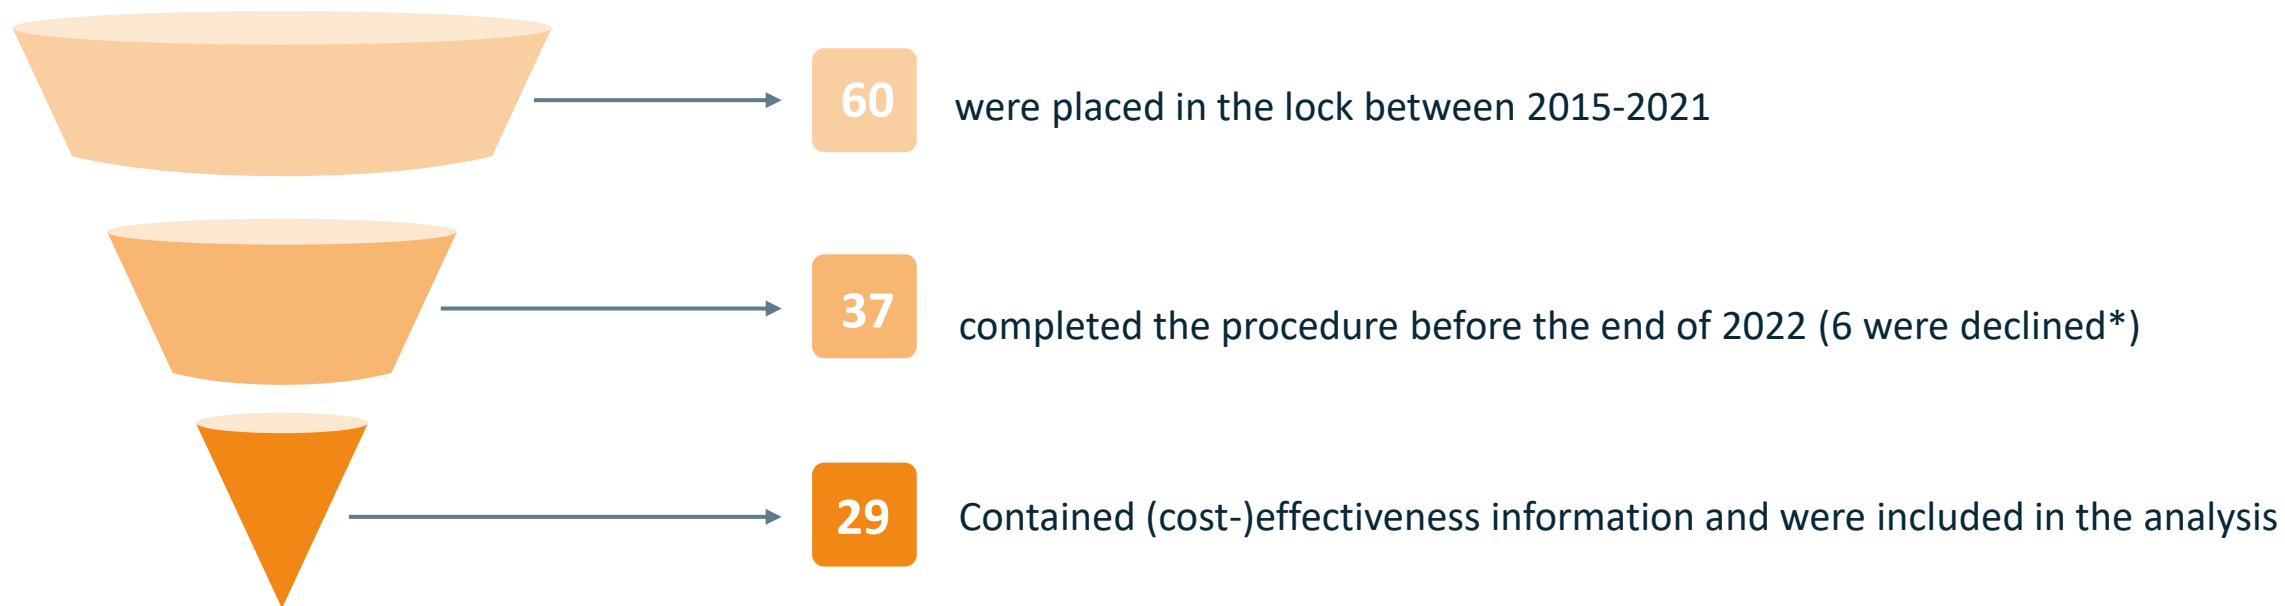 60
were placed in the lock between 2015-2021
37
completed the procedure before the end of 2022 (6 were declined*)
29
Contained (cost-)effectiveness information and were included in the analysis